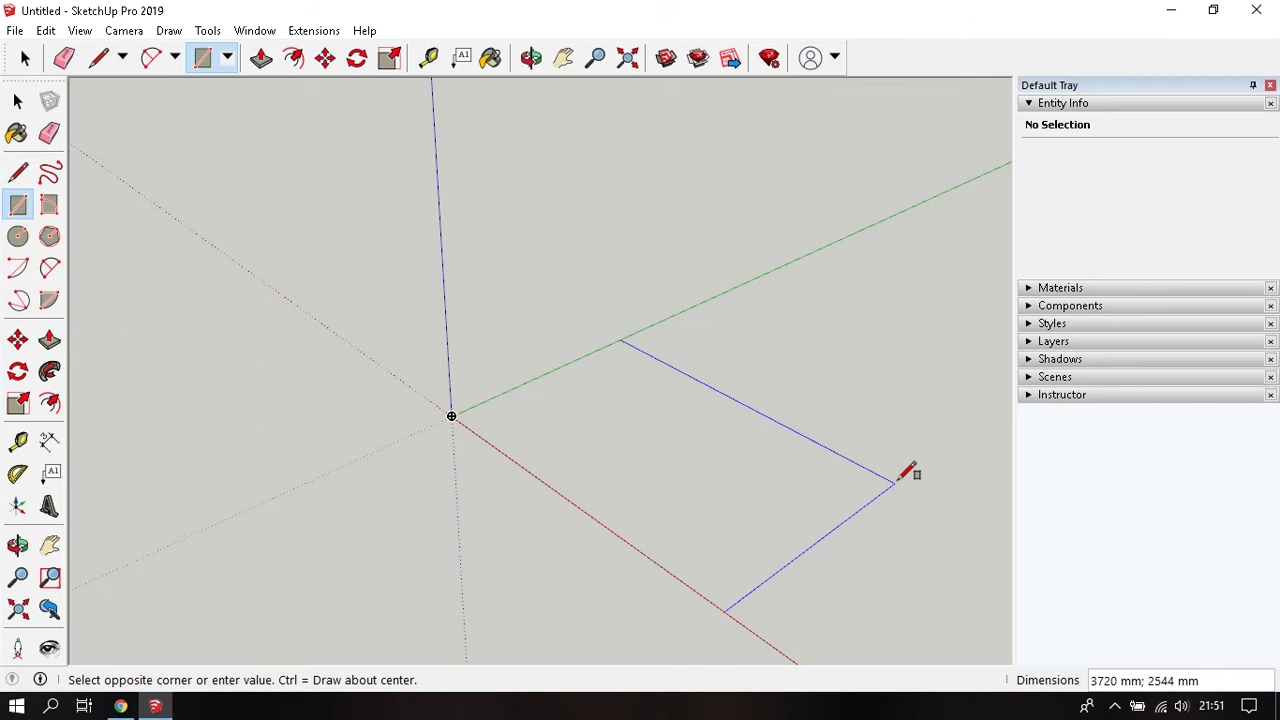 Untitled - SketchUp Pro 2019
File Edit View Camera Draw Tools Window Extensions Help
A1
Default Tray
Entity Info
No Selection
Materials
Components
Styles
Layers
Shadows
Scenes
Instructor
A1
Select opposite corner or enter value. Ctrl = Draw about center.
Dimensions 3720 mm; 2544 mm
21:51